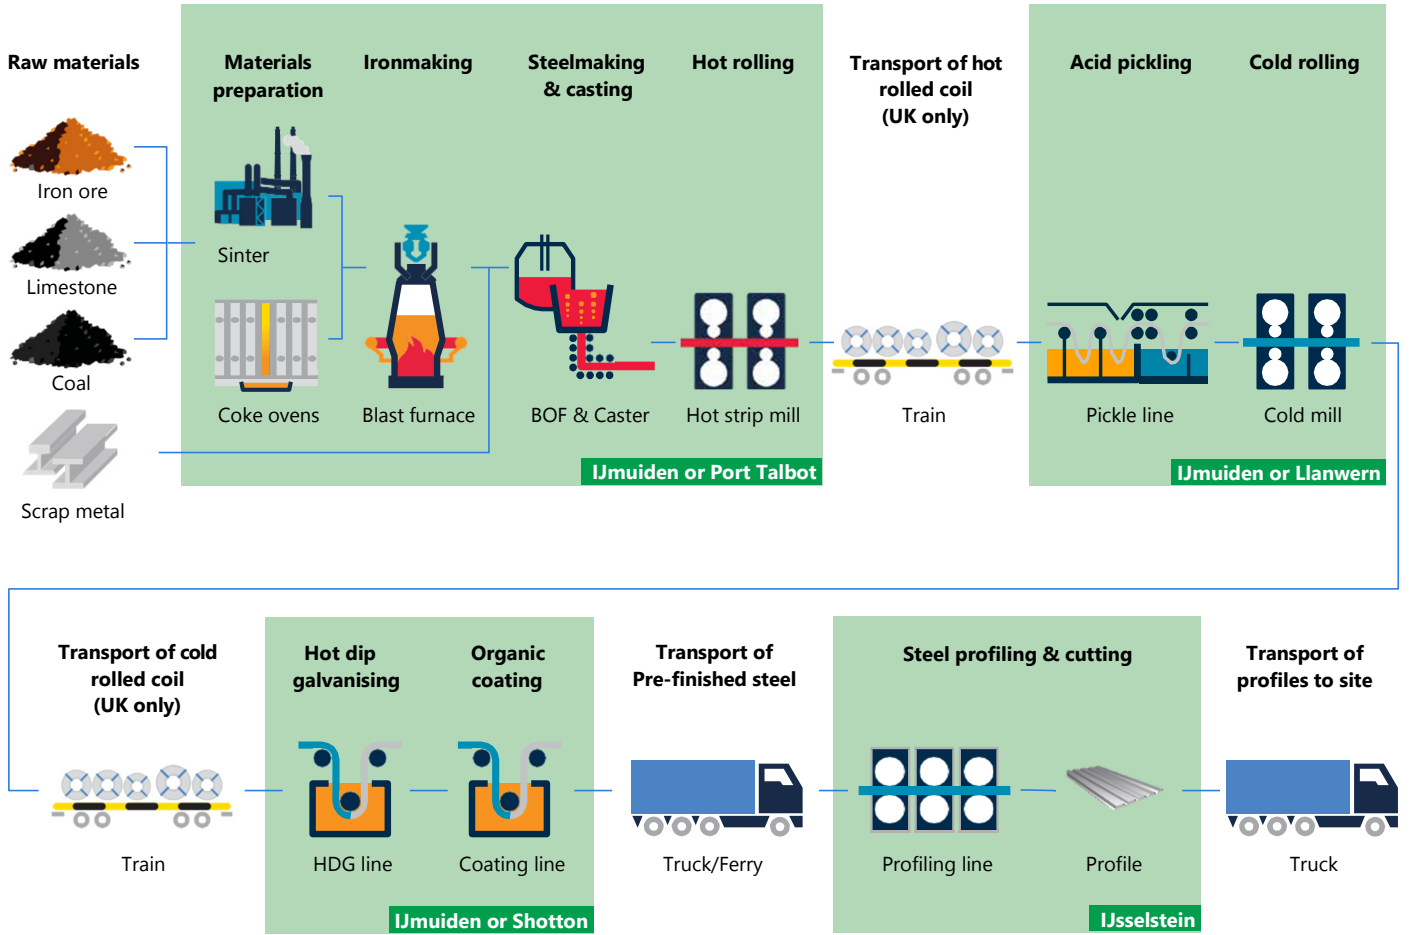 Raw materials
Materials
preparation
Ironmaking
Steelmaking
& casting
Hot rolling
Transport of hot
rolled coil
(UK only)
Acid pickling
Cold rolling
Iron ore
Limestone
Coal
Scrap metal
Sinter
Coke ovens
Blast furnace
BOF & Caster
Hot strip mill
Train
Pickle line
Cold mill
IJmuiden or Port Talbot
IJmuiden or Llanwern
Transport of cold
rolled coil
(UK only)
Hot dip
galvanising
Organic
coating
Transport of
Pre-finished steel
Steel profiling & cutting
Transport of
profiles to site
Train
HDG line
Coating line
Truck/Ferry
Profiling line
Profile
Truck
IJmuiden or Shotton
IJsselstein